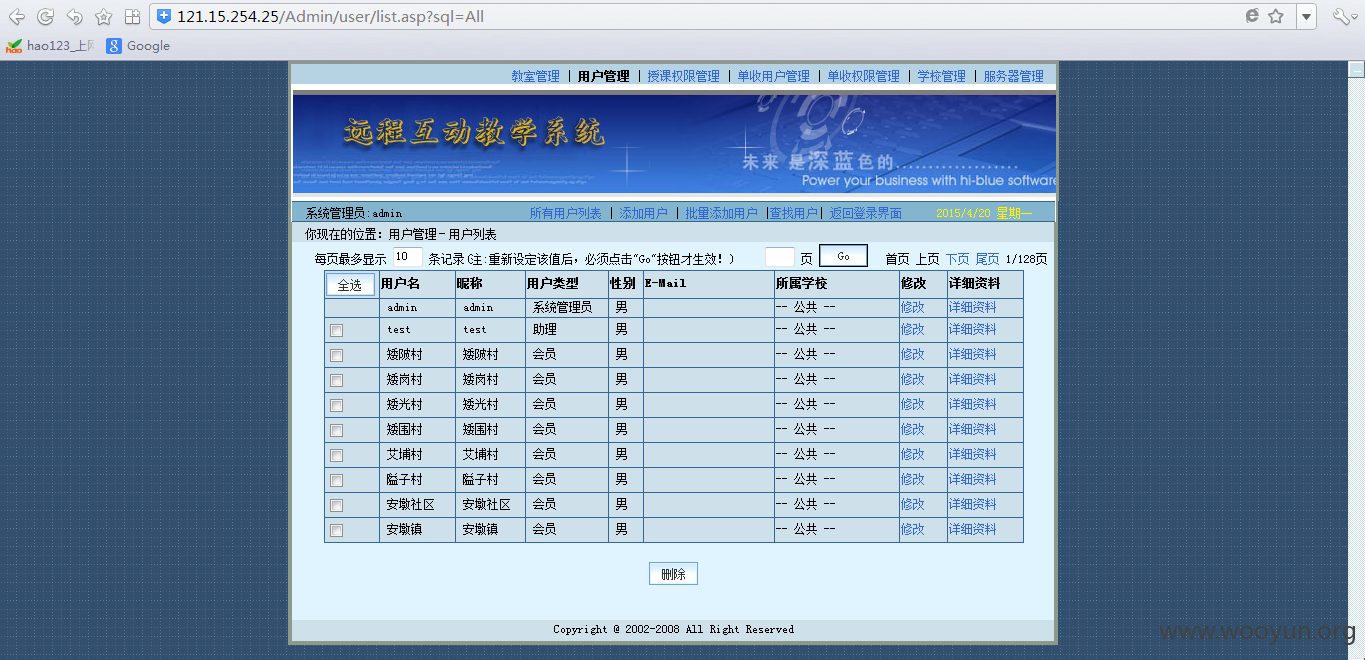 121.15.254.25/Admin/user/list.asp?sql=All
hao123_上网 Google
教室管理 | 用户管理 | 授课权限管理 | 单收用户管理 | 单收权限管理 | 学校管理 | 服务器管理
远程互动教学系统
未来 是深蓝色的..................
Power your business with hi-blue software
系统管理员:admin 所有用户列表 | 添加用户 | 批量添加用户 |查找用户| 返回登录界面 2015/4/20 星期一
你现在的位置: 用户管理－用户列表
每页最多显示 10 条记录(注:重新设定该值后，必须点击"Go"按钮才生效! ) 页 Go 首页 上页 下页 尾页 1/128页
全选 用户名 昵称 用户类型 性别 E-Mail 所属学校 修改 详细资料
admin admin 系统管理员 男 -- 公共 -- 修改 详细资料
test test 助理 男 -- 公共 -- 修改 详细资料
矮陂村 矮陂村 会员 男 -- 公共 -- 修改 详细资料
矮岗村 矮岗村 会员 男 -- 公共 -- 修改 详细资料
矮光村 矮光村 会员 男 -- 公共 -- 修改 详细资料
矮围村 矮围村 会员 男 -- 公共 -- 修改 详细资料
艾埔村 艾埔村 会员 男 -- 公共 -- 修改 详细资料
隘子村 隘子村 会员 男 -- 公共 -- 修改 详细资料
安墩社区 安墩社区 会员 男 -- 公共 -- 修改 详细资料
安墩镇 安墩镇 会员 男 -- 公共 -- 修改 详细资料
删除
Copyright @ 2002-2008 All Right Reserved
www.wooyun.org